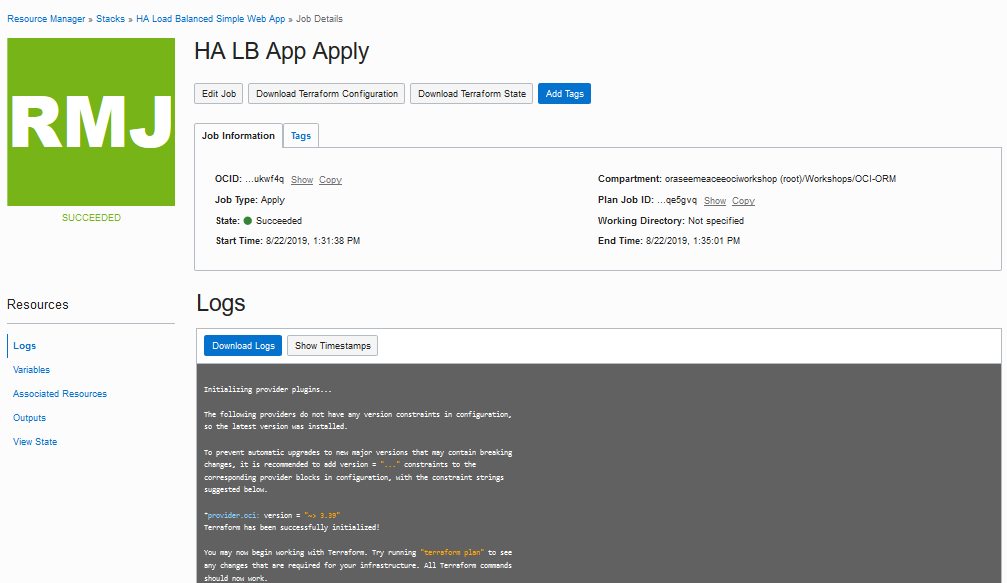 Resource Manager » Stacks » HA Load Balanced Simple Web App » Job Details
RMJ
SUCCEEDED
HA LB App Apply
Edit Job Download Terraform Configuration Download Terraform State Add Tags
Job Information Tags
OCID: ...ukwf4q Show Copy
Compartment: oraseemeaceeociworkshop (root)/Workshops/OCI-ORM
Job Type: Apply
Plan Job ID: ...qe5gvq Show Copy
State: Succeeded
Working Directory: Not specified
Start Time: 8/22/2019, 1:31:38 PM
End Time: 8/22/2019, 1:35:01 PM
Resources
Logs
Variables
Associated Resources
Outputs
View State
Logs
Download Logs Show Timestamps
Initializing provider plugins...
The following providers do not have any version constraints in configuration,
so the latest version was installed.
To prevent automatic upgrades to new major versions that may contain breaking
changes, it is recommended to add version = "..." constraints to the
corresponding provider blocks in configuration, with the constraint strings
suggested below.
*provider.oci: version = "~> 3.39"
Terraform has been successfully initialized!
You may now begin working with Terraform. Try running "terraform plan" to see
any changes that are required for your infrastructure. All Terraform commands
should now work.